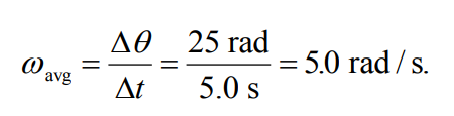 ω_avg = Δθ/Δt = 25 rad/5.0 s = 5.0 rad / s.